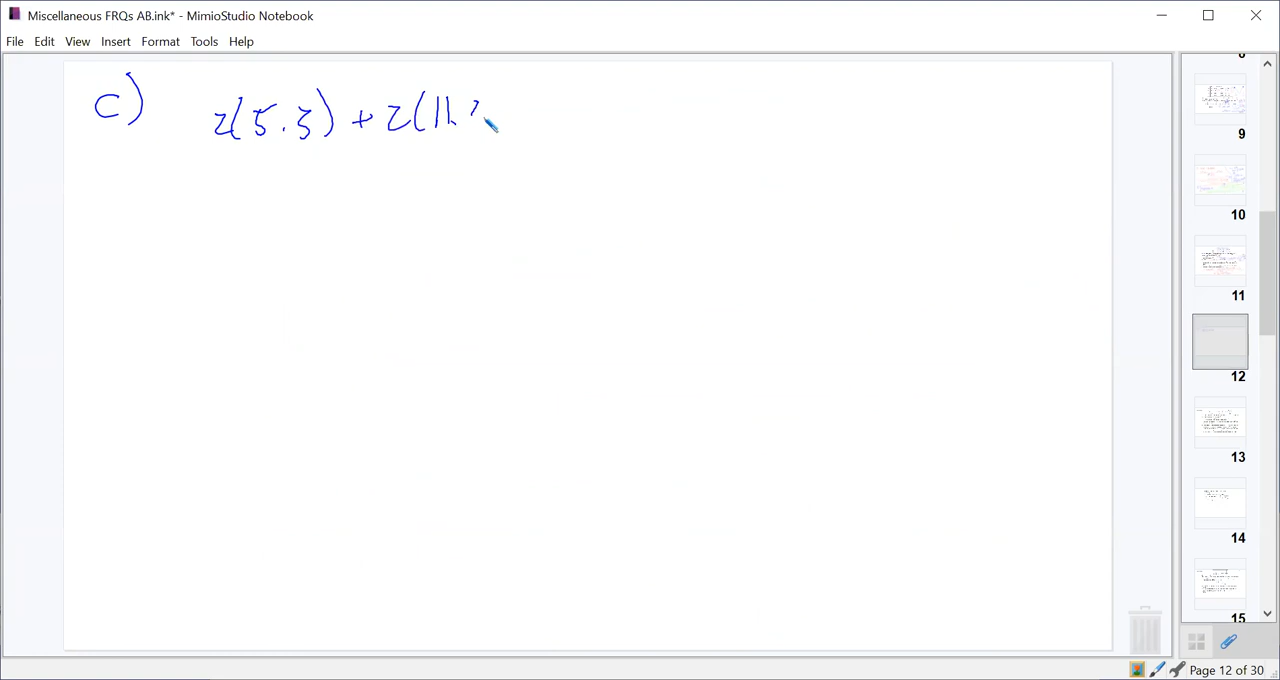 Miscellaneous FRQs AB.ink* - MimioStudio Notebook
File Edit View Insert Format Tools Help
c) 2(5.3) + 2(11.
9
10
11
12
13
14
15
Page 12 of 30